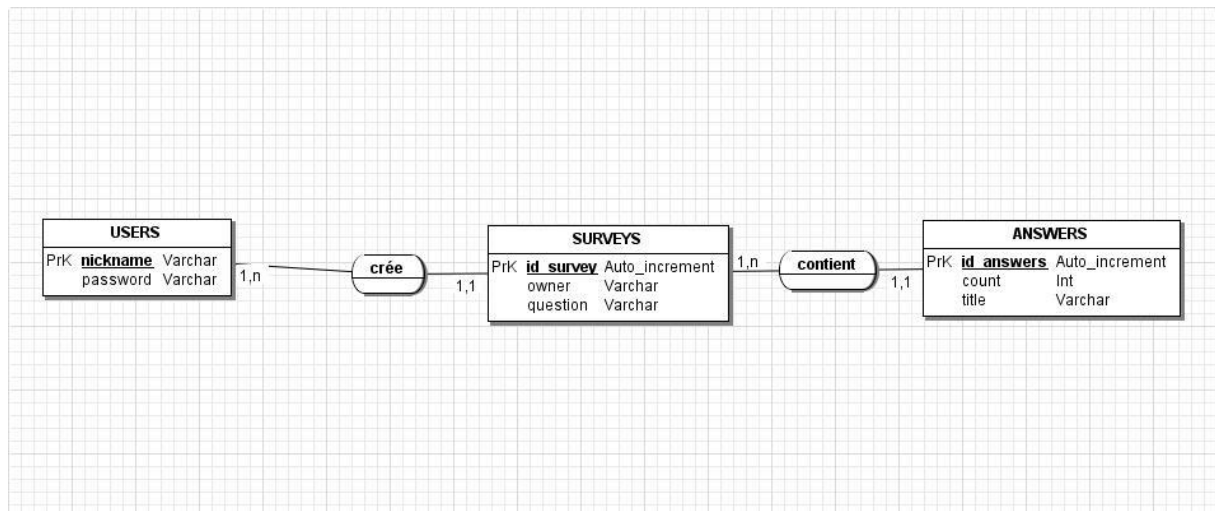 USERS
PrK nickname Varchar
password Varchar
1,n
crée
1,1
SURVEYS
PrK id_survey Auto_increment
owner Varchar
question Varchar
1,n
contient
1,1
ANSWERS
PrK id_answers Auto_increment
count Int
title Varchar